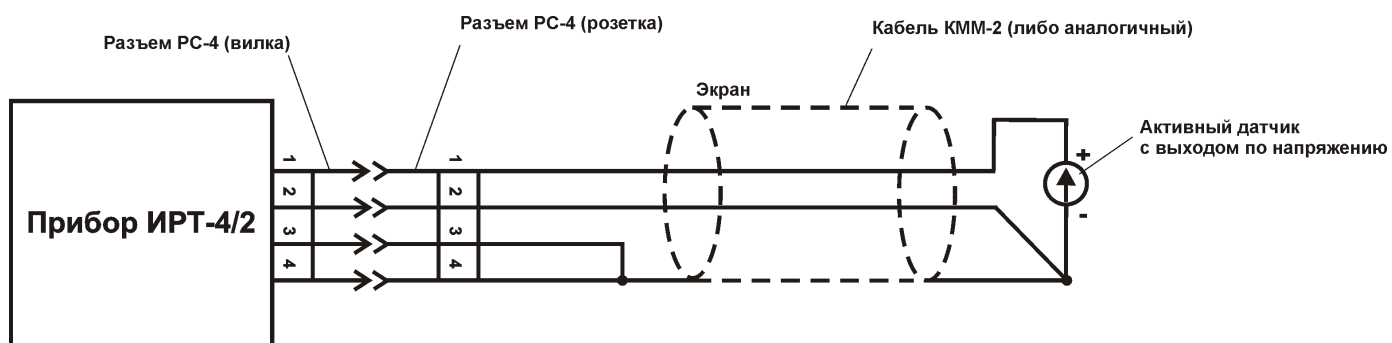 Разъем РС-4 (вилка)
Разъем РС-4 (розетка)
Кабель КММ-2 (либо аналогичный)
Экран
Активный датчик
с выходом по напряжению
+
-
Прибор ИРТ-4/2
1
2
3
4
1
2
3
4